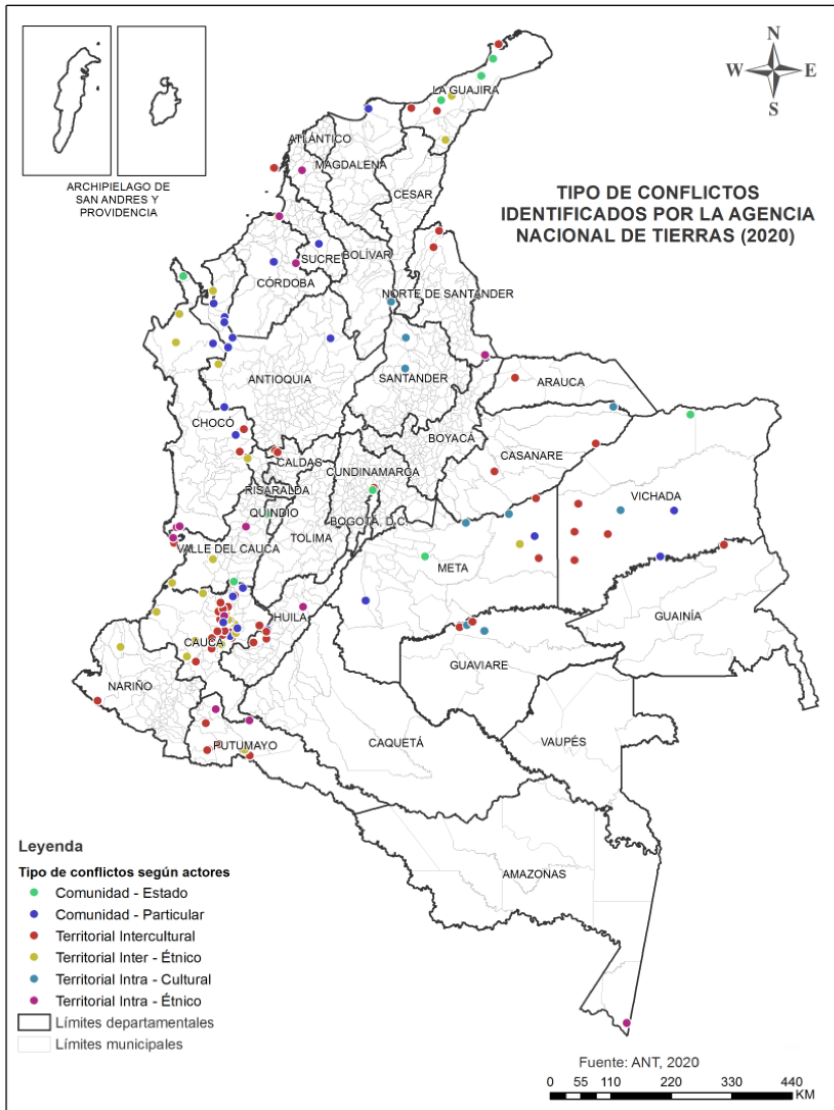 N
W E
S
ARCHIPIELAGO DE
SAN ANDRES Y
PROVIDENCIA
TIPO DE CONFLICTOS
IDENTIFICADOS POR LA AGENCIA
NACIONAL DE TIERRAS (2020)
LA GUAJIRA
ATLÁNTICO
MAGDALENA
CESAR
SUCRE
BOLÍVAR
CÓRDOBA
NORTE DE SANTANDER
ANTIOQUIA
SANTANDER
ARAUCA
CHOCÓ
BOYACÁ
CASANARE
CALDAS
CUNDINAMARGA
RISARALDA
VICHADA
QUINDIO
BOGOTÁ, D.C.
TOLIMA
VALLE DEL CAUCA
META
GUAINÍA
HUILA
CAUCA
GUAVIARE
NARIÑO
PUTUMAYO
CAQUETÁ
VAUPÉS
AMAZONAS
Leyenda
Tipo de conflictos según actores
Comunidad - Estado
Comunidad - Particular
Territorial Intercultural
Territorial Inter - Étnico
Territorial Intra - Cultural
Territorial Intra - Étnico
Límites departamentales
Límites municipales
Fuente: ANT, 2020
0 55 110 220 330 440
KM